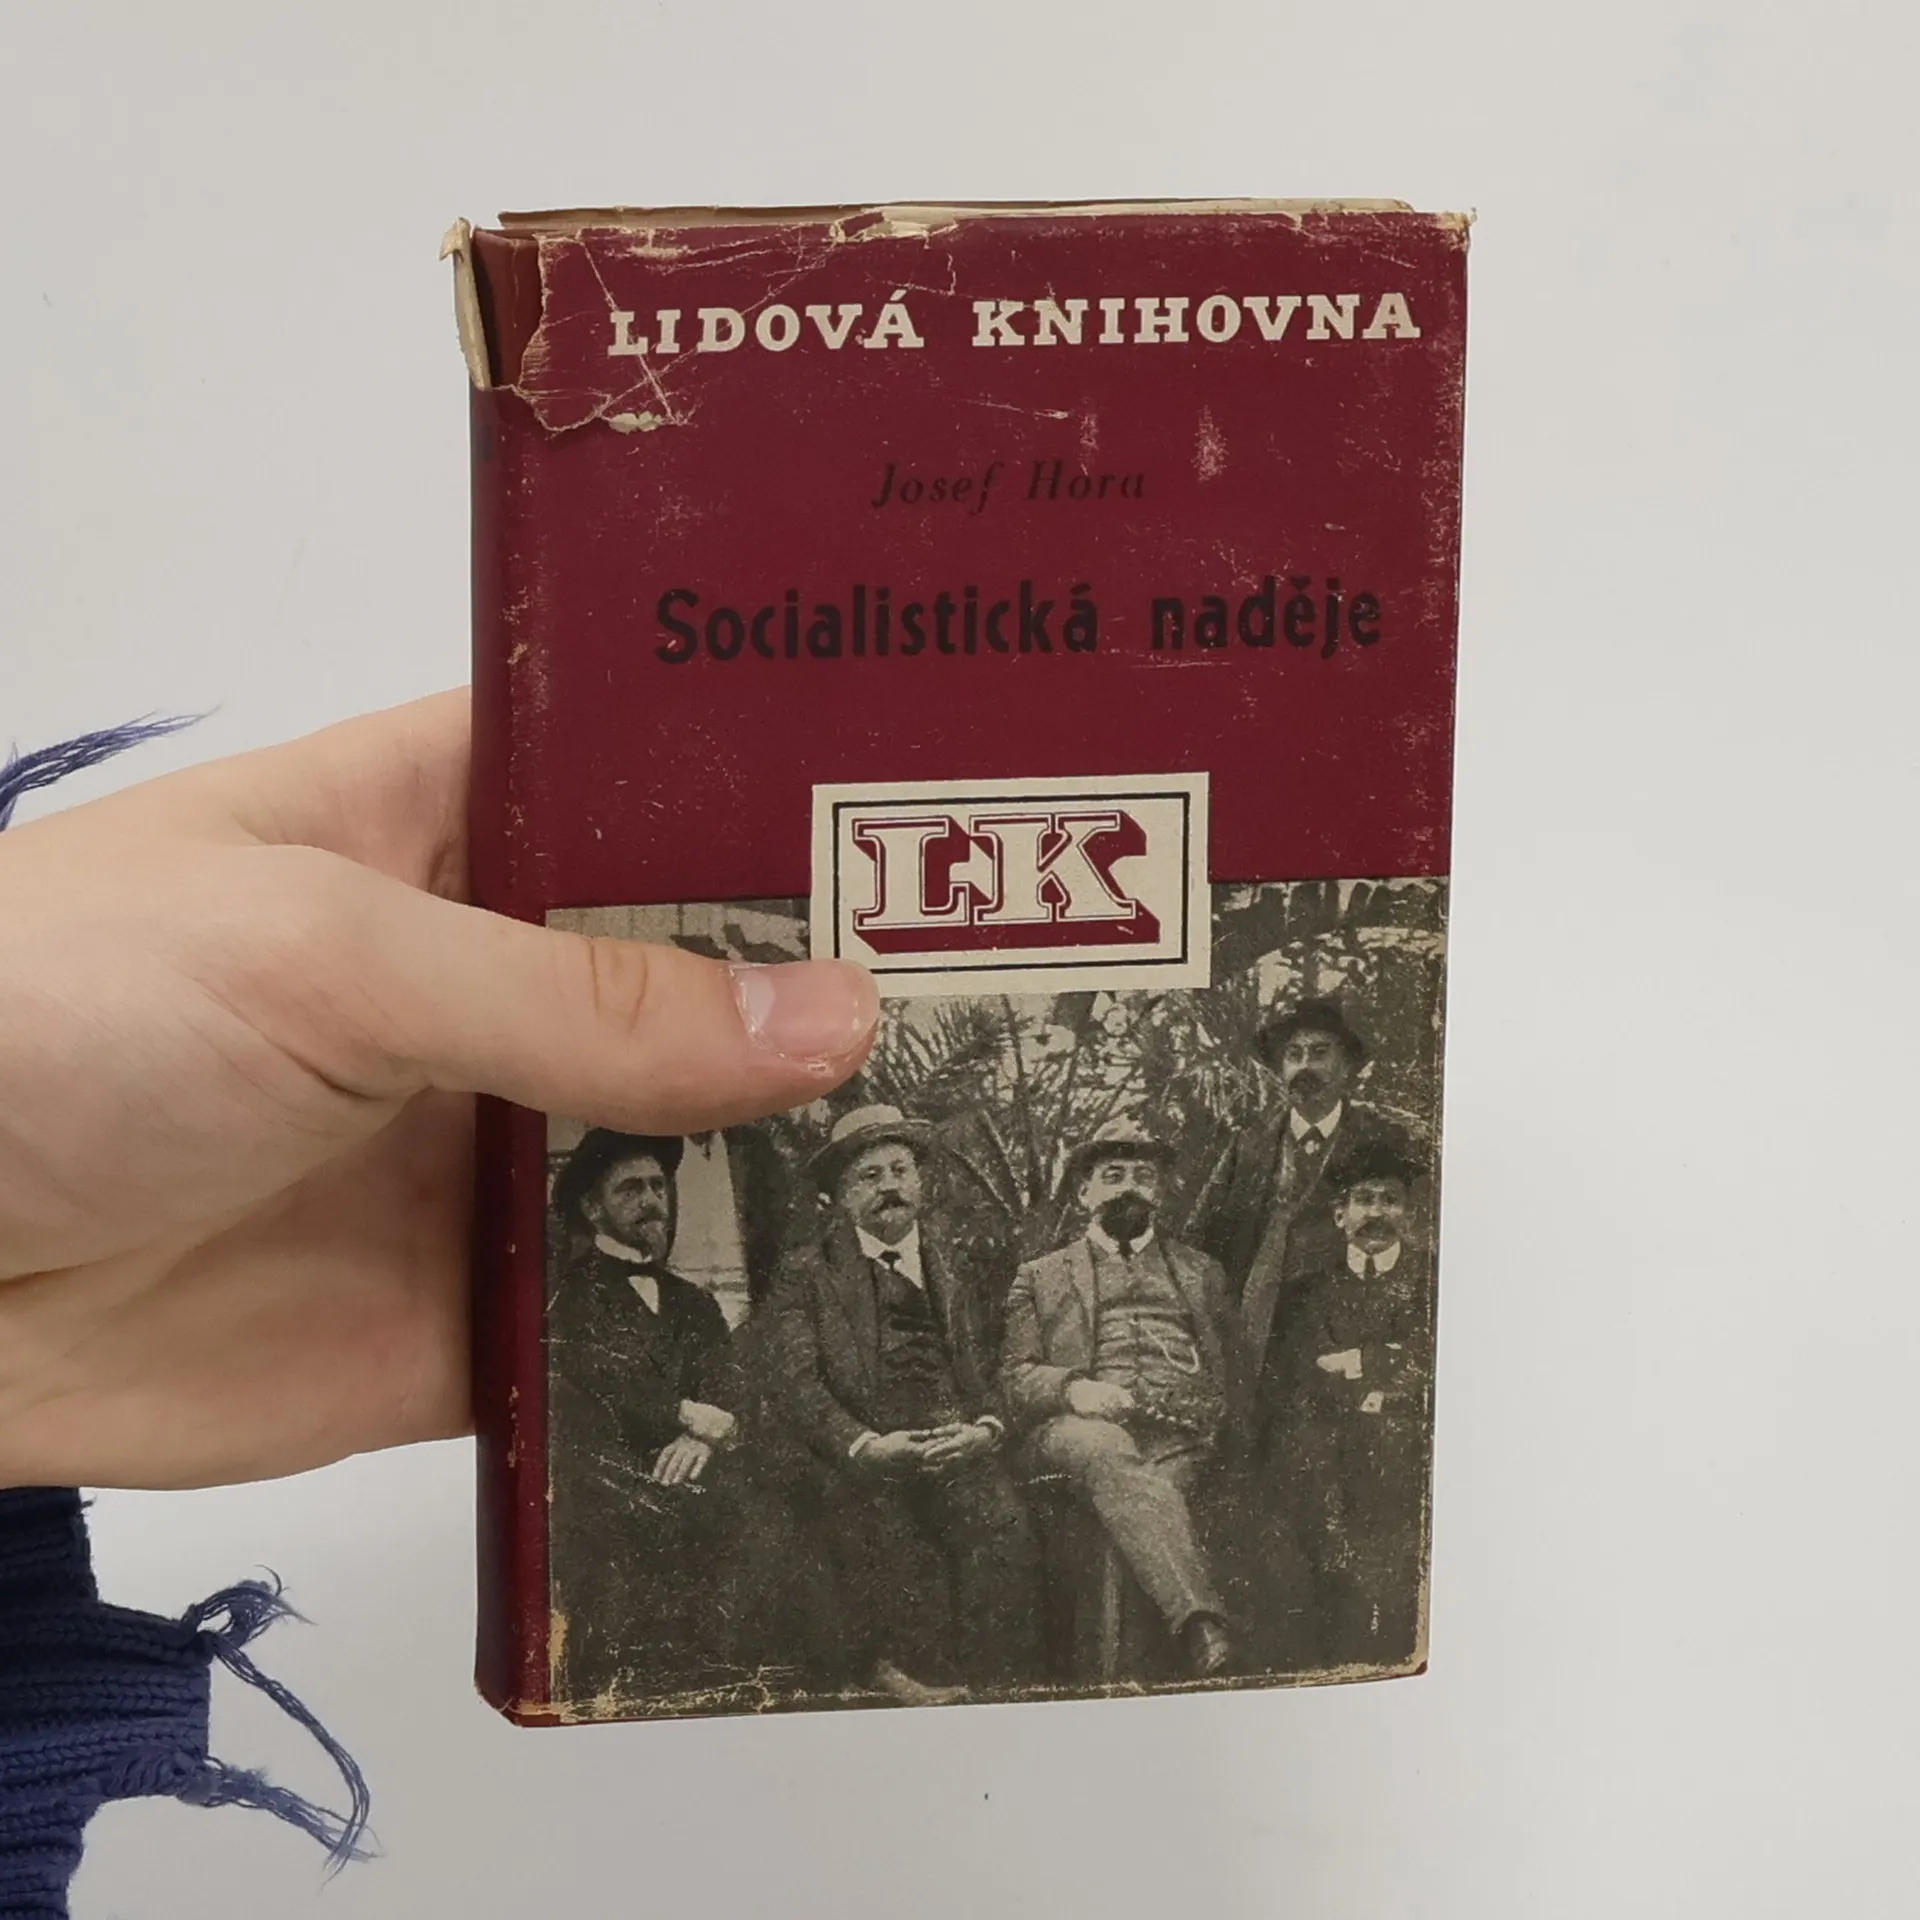 LIDOVÁ KNIHOVNA
Josef Hora
Socialistická naděje
LK